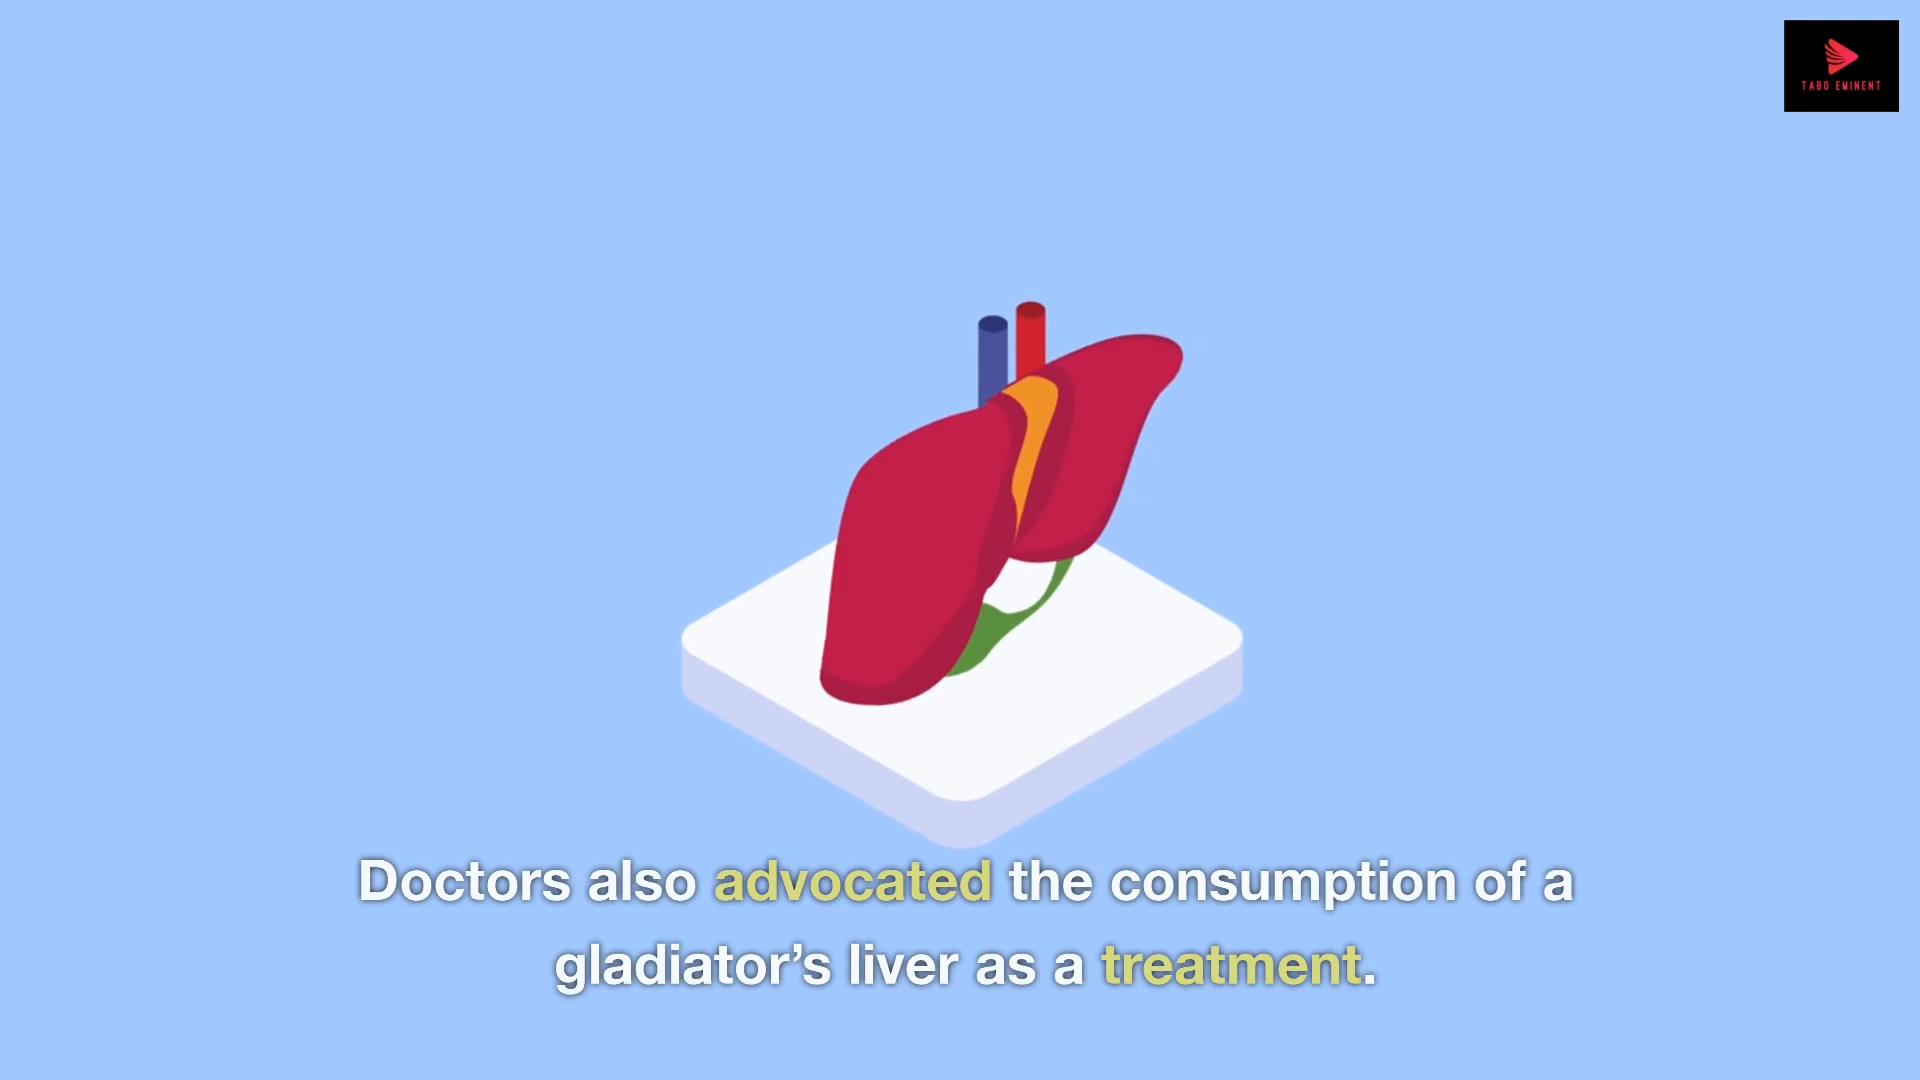 TABO EMINENT
Doctors also advocated the consumption of a
gladiator’s liver as a treatment.